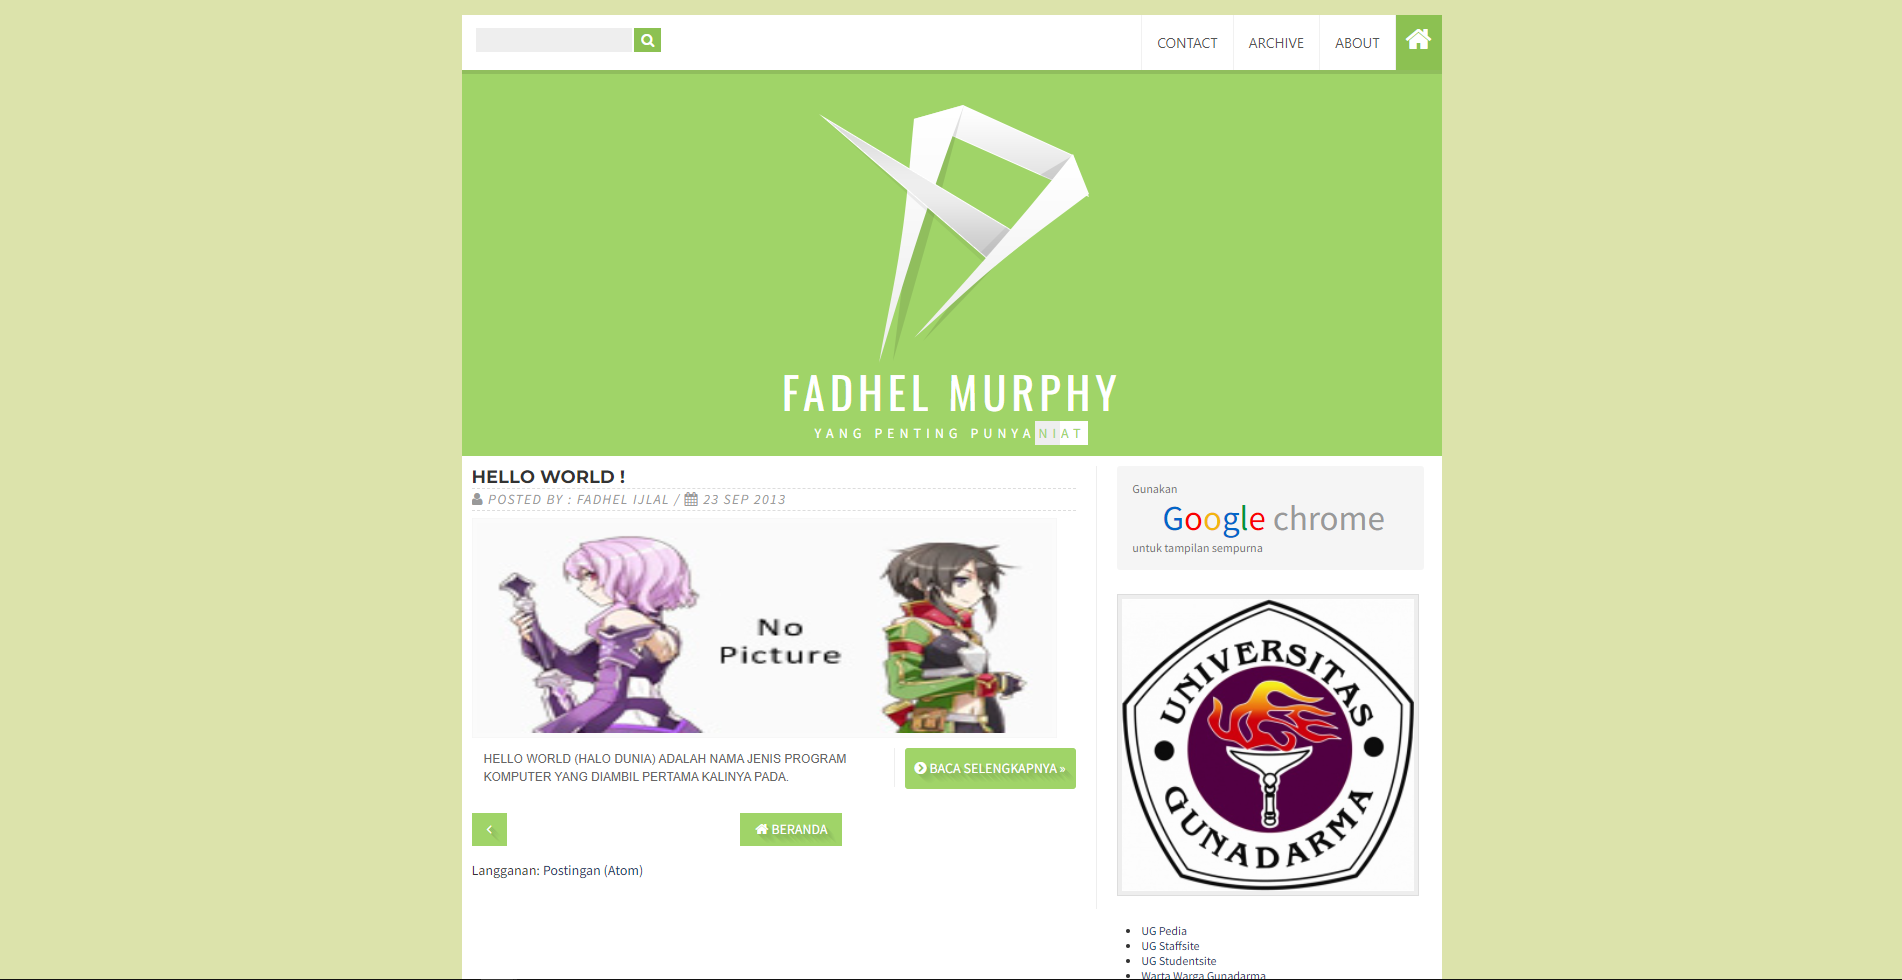 CONTACT
ARCHIVE
ABOUT
FADHEL MURPHY
YANG PENTING PUNYA NIAT
HELLO WORLD !
POSTED BY : FADHEL IJLAL / 23 SEP 2013
No
Picture
HELLO WORLD (HALO DUNIA) ADALAH NAMA JENIS PROGRAM
KOMPUTER YANG DIAMBIL PERTAMA KALINYA PADA.
BACA SELENGKAPNYA »
‹
BERANDA
Langganan: Postingan (Atom)
Gunakan
Google chrome
untuk tampilan sempurna
UNIVERSITAS
GUNADARMA
UG Pedia
UG Staffsite
UG Studentsite
Warta Warga Gunadarma